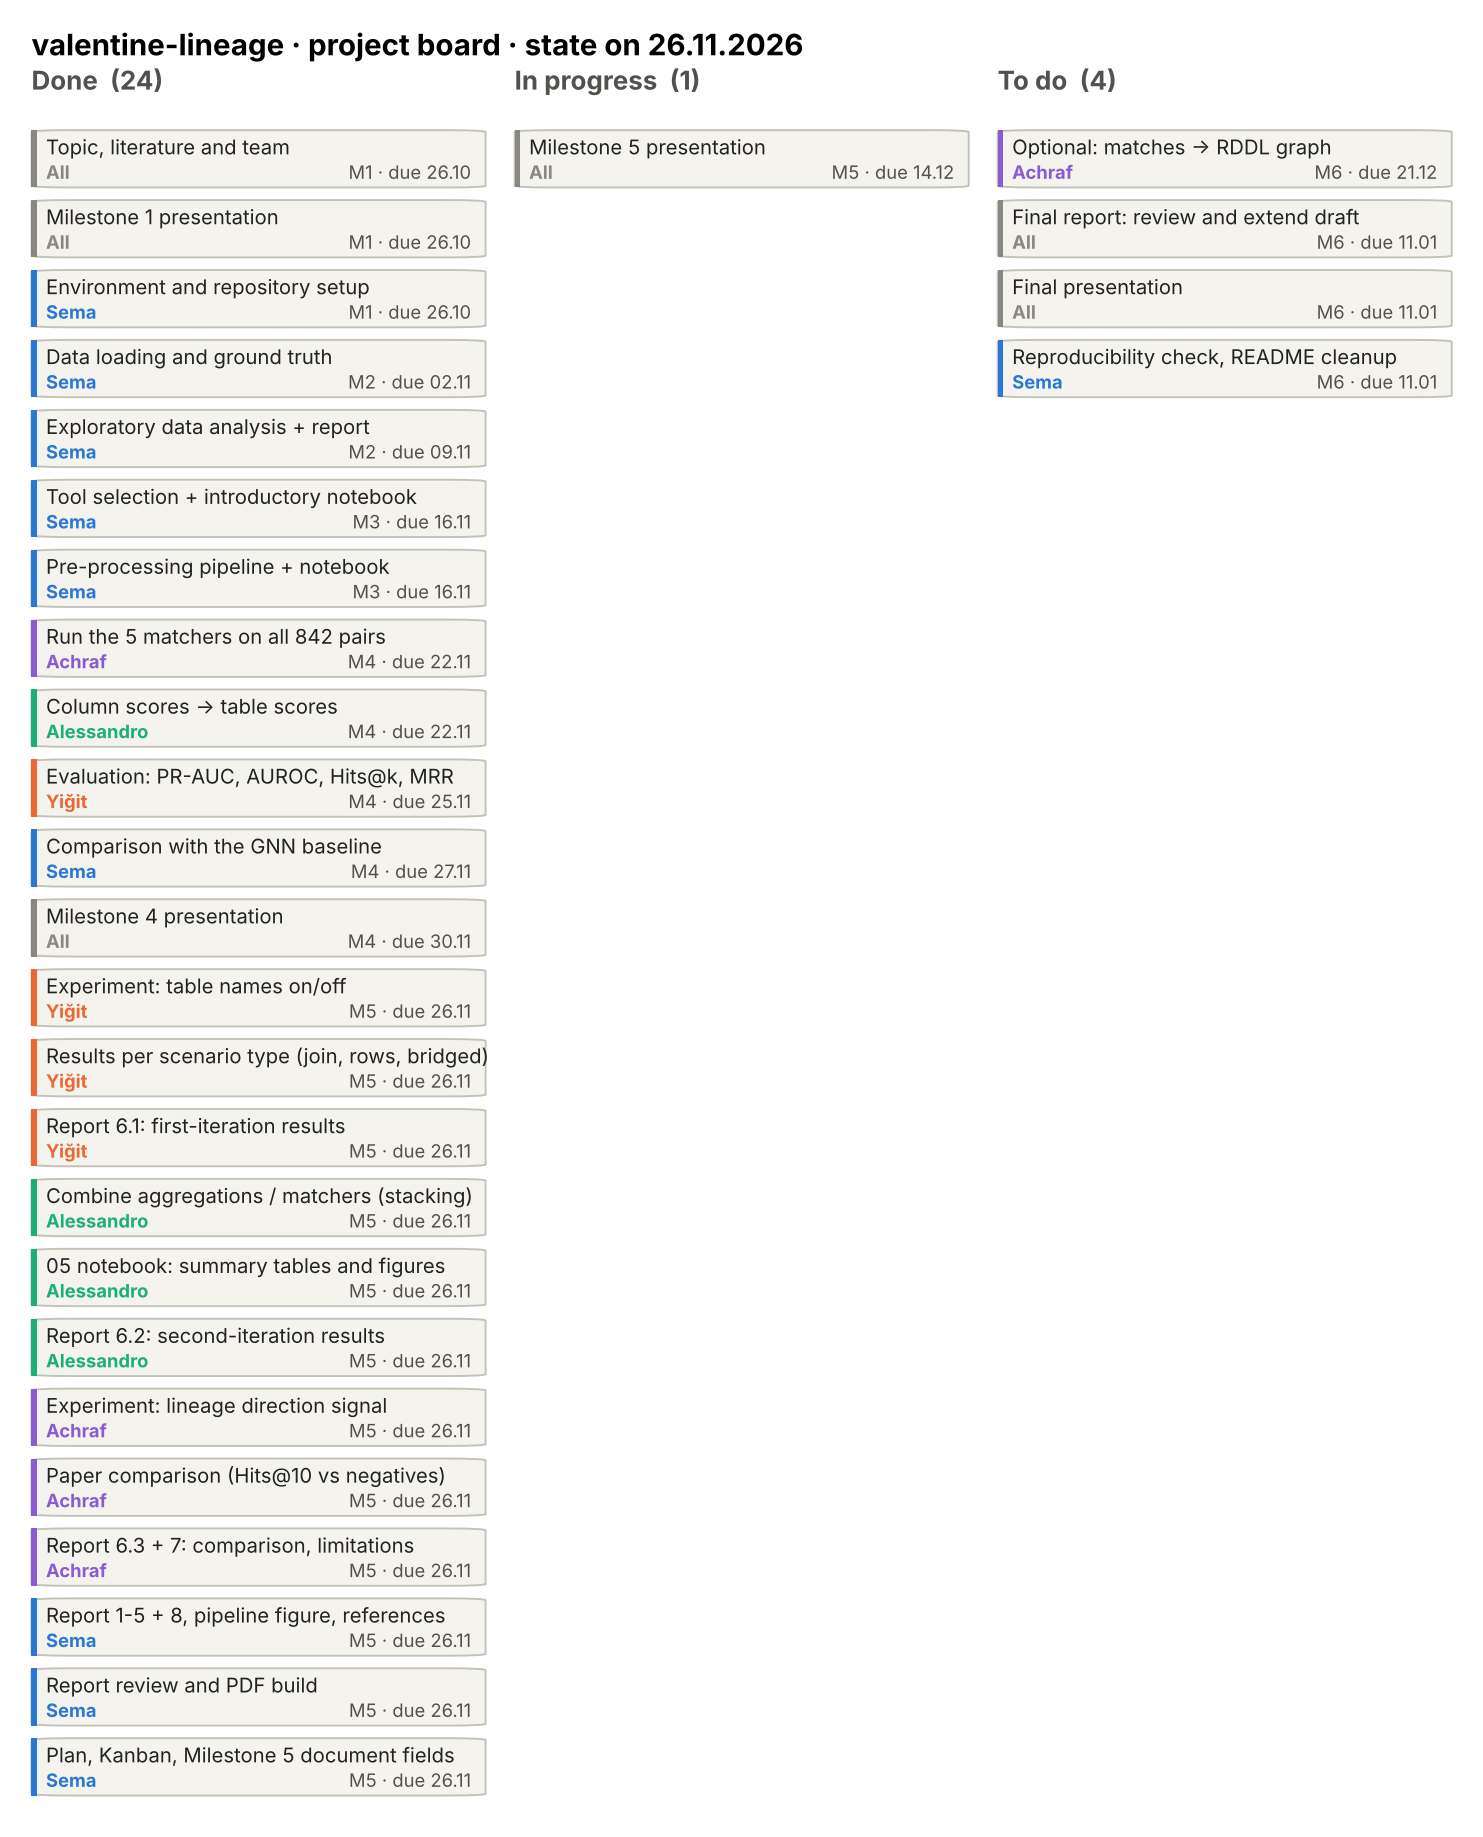 valentine-lineage · project board · state on 26.11.2026
Done (24)
Topic, literature and team
All M1 · due 26.10
Milestone 1 presentation
All M1 · due 26.10
Environment and repository setup
Sema M1 · due 26.10
Data loading and ground truth
Sema M2 · due 02.11
Exploratory data analysis + report
Sema M2 · due 09.11
Tool selection + introductory notebook
Sema M3 · due 16.11
Pre-processing pipeline + notebook
Sema M3 · due 16.11
Run the 5 matchers on all 842 pairs
Achraf M4 · due 22.11
Column scores → table scores
Alessandro M4 · due 22.11
Evaluation: PR-AUC, AUROC, Hits@k, MRR
Yiğit M4 · due 25.11
Comparison with the GNN baseline
Sema M4 · due 27.11
Milestone 4 presentation
All M4 · due 30.11
Experiment: table names on/off
Yiğit M5 · due 26.11
Results per scenario type (join, rows, bridged)
Yiğit M5 · due 26.11
Report 6.1: first-iteration results
Yiğit M5 · due 26.11
Combine aggregations / matchers (stacking)
Alessandro M5 · due 26.11
05 notebook: summary tables and figures
Alessandro M5 · due 26.11
Report 6.2: second-iteration results
Alessandro M5 · due 26.11
Experiment: lineage direction signal
Achraf M5 · due 26.11
Paper comparison (Hits@10 vs negatives)
Achraf M5 · due 26.11
Report 6.3 + 7: comparison, limitations
Achraf M5 · due 26.11
Report 1-5 + 8, pipeline figure, references
Sema M5 · due 26.11
Report review and PDF build
Sema M5 · due 26.11
Plan, Kanban, Milestone 5 document fields
Sema M5 · due 26.11
In progress (1)
Milestone 5 presentation
All M5 · due 14.12
To do (4)
Optional: matches → RDDL graph
Achraf M6 · due 21.12
Final report: review and extend draft
All M6 · due 11.01
Final presentation
All M6 · due 11.01
Reproducibility check, README cleanup
Sema M6 · due 11.01